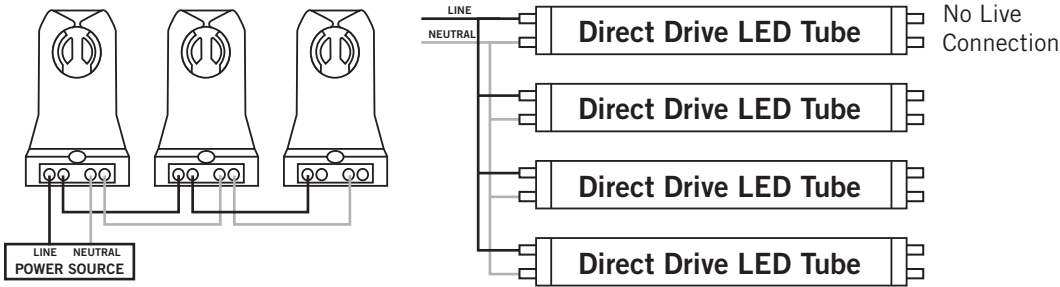 LINE NEUTRAL
POWER SOURCE
LINE
NEUTRAL
Direct Drive LED Tube
No Live
Connection
Direct Drive LED Tube
Direct Drive LED Tube
Direct Drive LED Tube